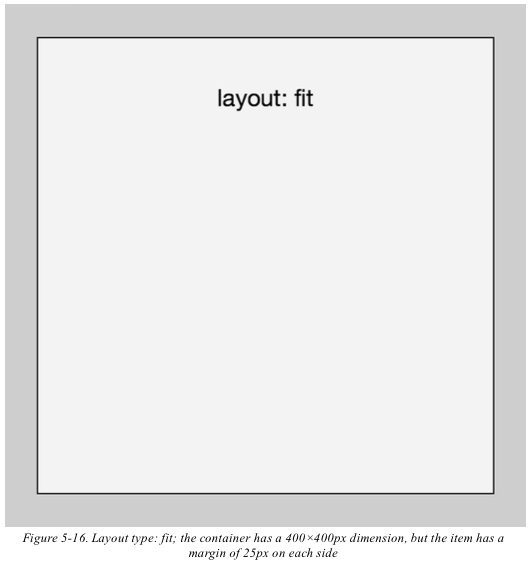 layout: fit
Figure 5-16. Layout type: fit; the container has a 400×400px dimension, but the item has a
margin of 25px on each side